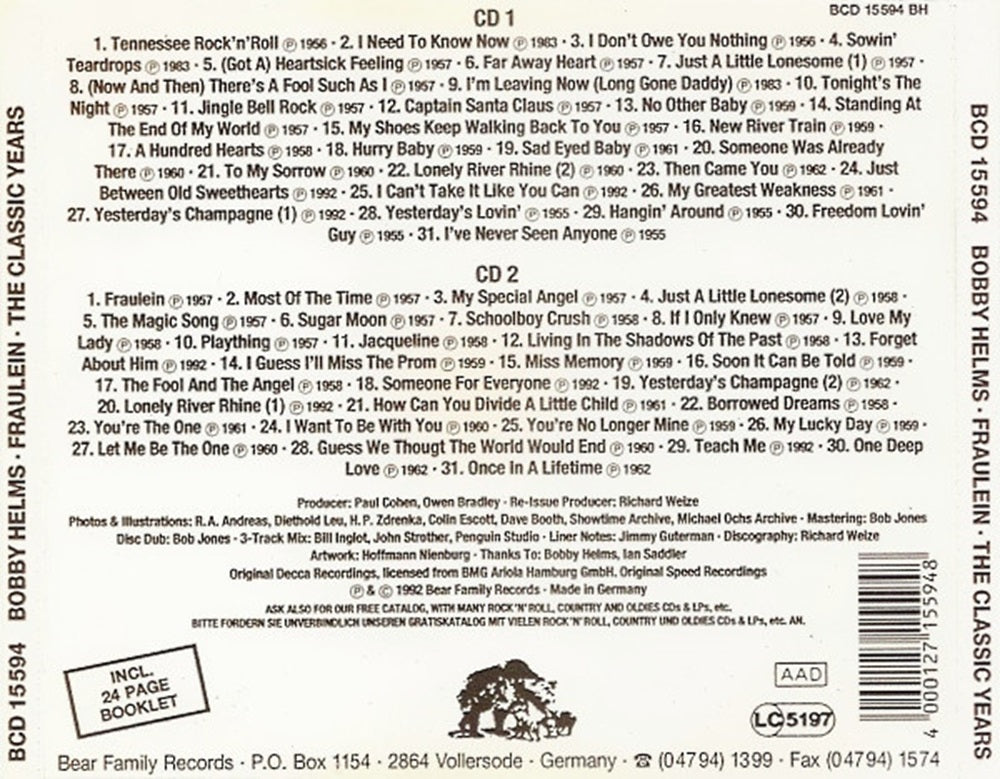 BCD 15594 BH
CD 1
1. Tennessee Rock'n'Roll ℗ 1956 · 2. I Need To Know Now ℗ 1983 · 3. I Don't Owe You Nothing ℗ 1956 · 4. Sowin'
Teardrops ℗ 1983 · 5. (Got A) Heartsick Feeling ℗ 1957 · 6. Far Away Heart ℗ 1957 · 7. Just A Little Lonesome (1) ℗ 1957 ·
8. (Now And Then) There's A Fool Such As I ℗ 1957 · 9. I'm Leaving Now (Long Gone Daddy) ℗ 1983 · 10. Tonight's The
Night ℗ 1957 · 11. Jingle Bell Rock ℗ 1957 · 12. Captain Santa Claus ℗ 1957 · 13. No Other Baby ℗ 1959 · 14. Standing At
The End Of My World ℗ 1957 · 15. My Shoes Keep Walking Back To You ℗ 1957 · 16. New River Train ℗ 1959 ·
17. A Hundred Hearts ℗ 1958 · 18. Hurry Baby ℗ 1959 · 19. Sad Eyed Baby ℗ 1961 · 20. Someone Was Already
There ℗ 1960 · 21. To My Sorrow ℗ 1960 · 22. Lonely River Rhine (2) ℗ 1960 · 23. Then Came You ℗ 1962 · 24. Just
Between Old Sweethearts ℗ 1992 · 25. I Can't Take It Like You Can ℗ 1992 · 26. My Greatest Weakness ℗ 1961 ·
27. Yesterday's Champagne (1) ℗ 1992 · 28. Yesterday's Lovin' ℗ 1955 · 29. Hangin' Around ℗ 1955 · 30. Freedom Lovin'
Guy ℗ 1955 · 31. I've Never Seen Anyone ℗ 1955
CD 2
1. Fraulein ℗ 1957 · 2. Most Of The Time ℗ 1957 · 3. My Special Angel ℗ 1957 · 4. Just A Little Lonesome (2) ℗ 1958 ·
5. The Magic Song ℗ 1957 · 6. Sugar Moon ℗ 1957 · 7. Schoolboy Crush ℗ 1958 · 8. If I Only Knew ℗ 1957 · 9. Love My
Lady ℗ 1958 · 10. Plaything ℗ 1957 · 11. Jacqueline ℗ 1958 · 12. Living In The Shadows Of The Past ℗ 1958 · 13. Forget
About Him ℗ 1992 · 14. I Guess I'll Miss The Prom ℗ 1959 · 15. Miss Memory ℗ 1959 · 16. Soon It Can Be Told ℗ 1959 ·
17. The Fool And The Angel ℗ 1958 · 18. Someone For Everyone ℗ 1992 · 19. Yesterday's Champagne (2) ℗ 1962 ·
20. Lonely River Rhine (1) ℗ 1992 · 21. How Can You Divide A Little Child ℗ 1961 · 22. Borrowed Dreams ℗ 1958 ·
23. You're The One ℗ 1961 · 24. I Want To Be With You ℗ 1960 · 25. You're No Longer Mine ℗ 1959 · 26. My Lucky Day ℗ 1959 ·
27. Let Me Be The One ℗ 1960 · 28. Guess We Thougt The World Would End ℗ 1960 · 29. Teach Me ℗ 1992 · 30. One Deep
Love ℗ 1962 · 31. Once In A Lifetime ℗ 1962
Producer: Paul Cohen, Owen Bradley · Re-Issue Producer: Richard Weize
Photos & Illustrations: R.A. Andreas, Diethold Leu, H.P. Zdrenka, Colin Escott, Dave Booth, Showtime Archive, Michael Ochs Archive · Mastering: Bob Jones
Disc Dub: Bob Jones · 3-Track Mix: Bill Inglot, John Strother, Penguin Studio · Liner Notes: Jimmy Guterman · Discography: Richard Weize
Artwork: Hoffmann Nienburg · Thanks To: Bobby Helms, Ian Saddler
Original Decca Recordings, licensed from BMG Ariola Hamburg GmbH. Original Speed Recordings
℗ & © 1992 Bear Family Records · Made in Germany
ASK ALSO FOR OUR FREE CATALOG, WITH MANY ROCK'N'ROLL, COUNTRY AND OLDIES CDs & LPs, etc.
BITTE FORDERN SIE UNVERBINDLICH UNSEREN GRATISKATALOG MIT VIELEN ROCK'N'ROLL, COUNTRY UND OLDIES CDs & LPs, etc. AN.
INCL.
24 PAGE
BOOKLET
AAD
LC 5197
4 000127 155948
Bear Family Records · P.O. Box 1154 · 2864 Vollersode · Germany · ☎ (04794) 1399 · Fax (04794) 1574
BCD 15594 BOBBY HELMS · FRAULEIN · THE CLASSIC YEARS
BCD 15594 BOBBY HELMS · FRAULEIN · THE CLASSIC YEARS